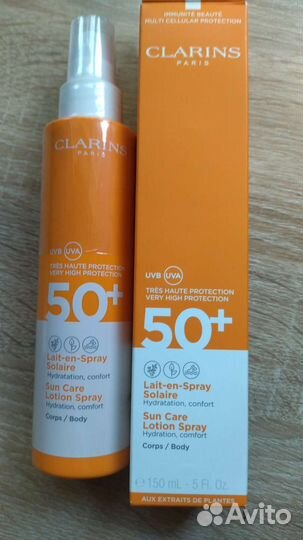 CLARINS
PARIS
UVB UVA
TRÈS HAUTE PROTECTION
VERY HIGH PROTECTION
50+
Lait-en-Spray
Solaire
Hydratation, confort
Sun Care
Lotion Spray
Hydration, comfort
Corps / Body
IMMUNITÉ BEAUTÉ
MULTI CELLULAR PROTECTION
CLARINS
PARIS
UVB UVA
TRÈS HAUTE PROTECTION
VERY HIGH PROTECTION
50+
Lait-en-Spray
Solaire
Hydratation, confort
Sun Care
Lotion Spray
Hydration, comfort
Corps / Body
℮ 150 mL - 5 Fl. Oz.
AUX EXTRAITS DE PLANTES
Avito